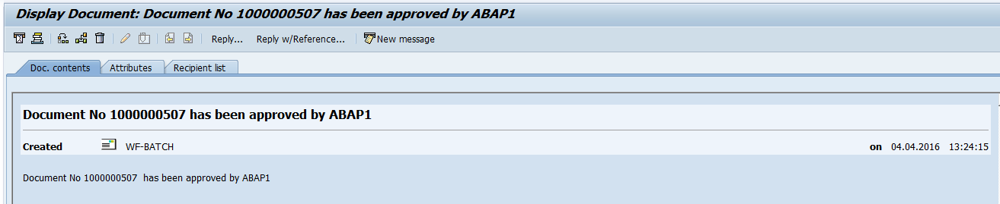 Display Document: Document No 1000000507 has been approved by ABAP1
Reply... Reply w/Reference... New message
Doc. contents Attributes Recipient list
Document No 1000000507 has been approved by ABAP1
Created WF-BATCH on 04.04.2016 13:24:15
Document No 1000000507  has been approved by ABAP1